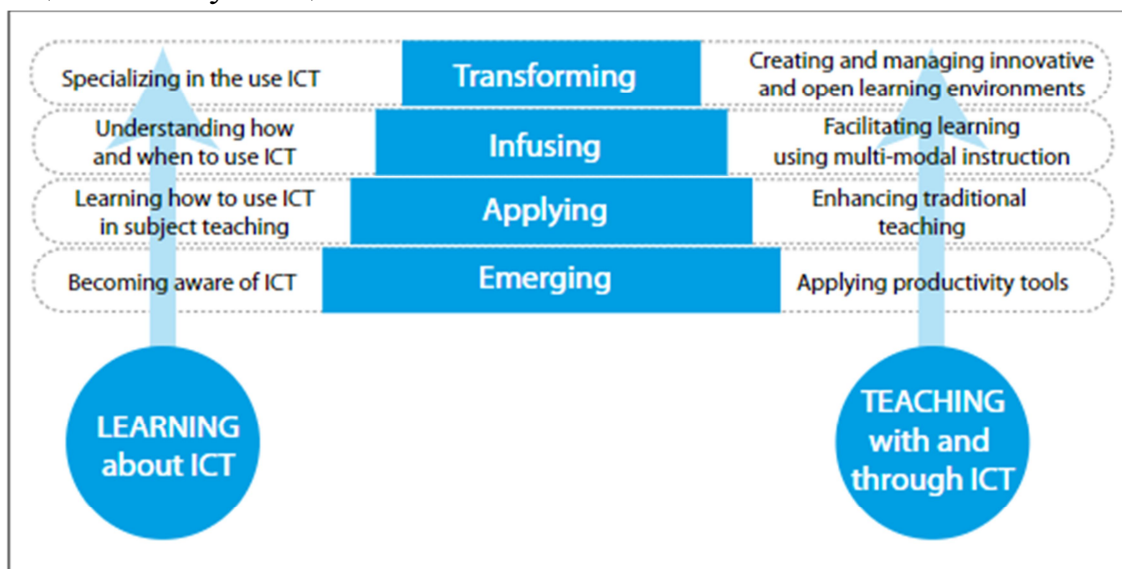 Specializing in the use ICT
Transforming
Creating and managing innovative
and open learning environments
Understanding how
and when to use ICT
Infusing
Facilitating learning
using multi-modal instruction
Learning how to use ICT
in subject teaching
Applying
Enhancing traditional
teaching
Becoming aware of ICT
Emerging
Applying productivity tools
LEARNING
about ICT
TEACHING
with and
through ICT